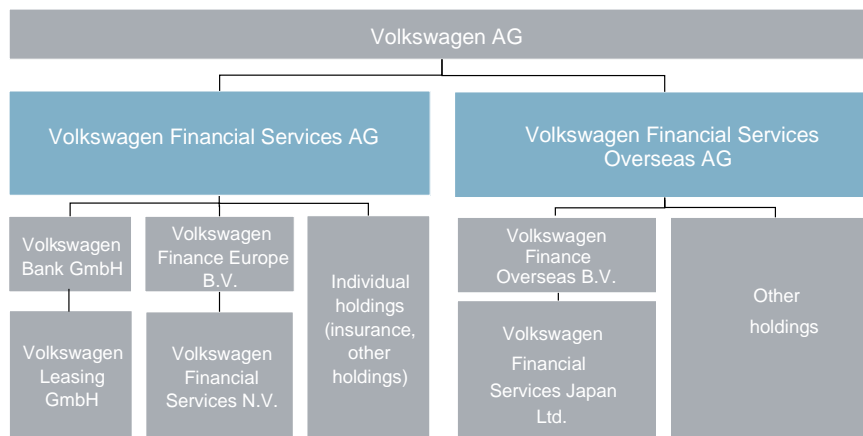 Volkswagen AG
Volkswagen Financial Services AG
Volkswagen Financial Services
Overseas AG
Volkswagen
Bank GmbH
Volkswagen
Finance Europe
B.V.
Individual
holdings
(insurance,
other
holdings)
Volkswagen
Finance
Overseas B.V.
Other
holdings
Volkswagen
Leasing
GmbH
Volkswagen
Financial
Services N.V.
Volkswagen
Financial
Services Japan
Ltd.